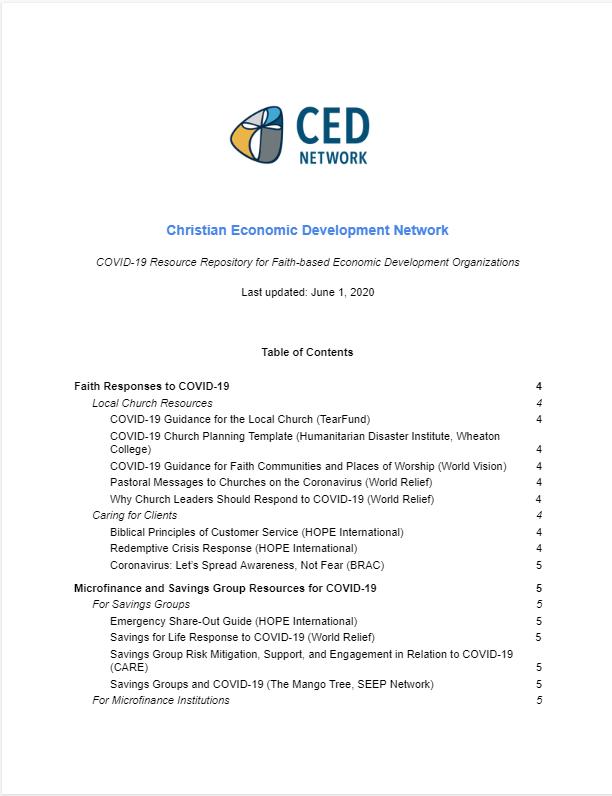 CED
NETWORK
Christian Economic Development Network
COVID-19 Resource Repository for Faith-based Economic Development Organizations
Last updated: June 1, 2020
Table of Contents
Faith Responses to COVID-19 4
Local Church Resources 4
COVID-19 Guidance for the Local Church (TearFund) 4
COVID-19 Church Planning Template (Humanitarian Disaster Institute, Wheaton
College) 4
COVID-19 Guidance for Faith Communities and Places of Worship (World Vision) 4
Pastoral Messages to Churches on the Coronavirus (World Relief) 4
Why Church Leaders Should Respond to COVID-19 (World Relief) 4
Caring for Clients 4
Biblical Principles of Customer Service (HOPE International) 4
Redemptive Crisis Response (HOPE International) 4
Coronavirus: Let's Spread Awareness, Not Fear (BRAC) 5
Microfinance and Savings Group Resources for COVID-19 5
For Savings Groups 5
Emergency Share-Out Guide (HOPE International) 5
Savings for Life Response to COVID-19 (World Relief) 5
Savings Group Risk Mitigation, Support, and Engagement in Relation to COVID-19
(CARE) 5
Savings Groups and COVID-19 (The Mango Tree, SEEP Network) 5
For Microfinance Institutions 5